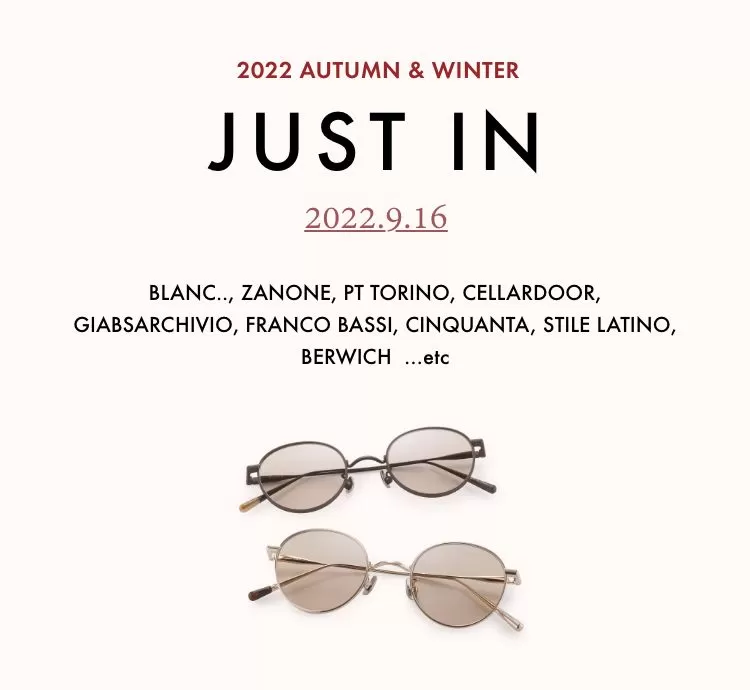 2022 AUTUMN & WINTER
JUST IN
2022.9.16
BLANC.., ZANONE, PT TORINO, CELLARDOOR,
GIABSARCHIVIO, FRANCO BASSI, CINQUANTA, STILE LATINO,
BERWICH ...etc